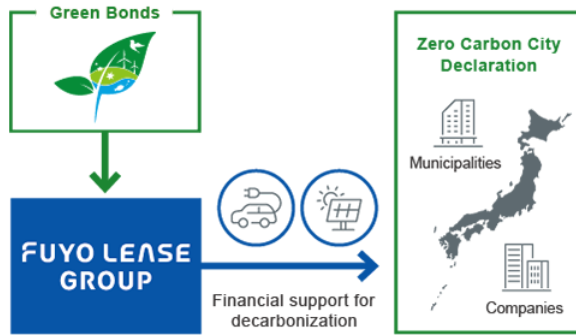 Green Bonds
FUYO LEASE
GROUP
Financial support for
decarbonization
Zero Carbon City
Declaration
Municipalities
Companies